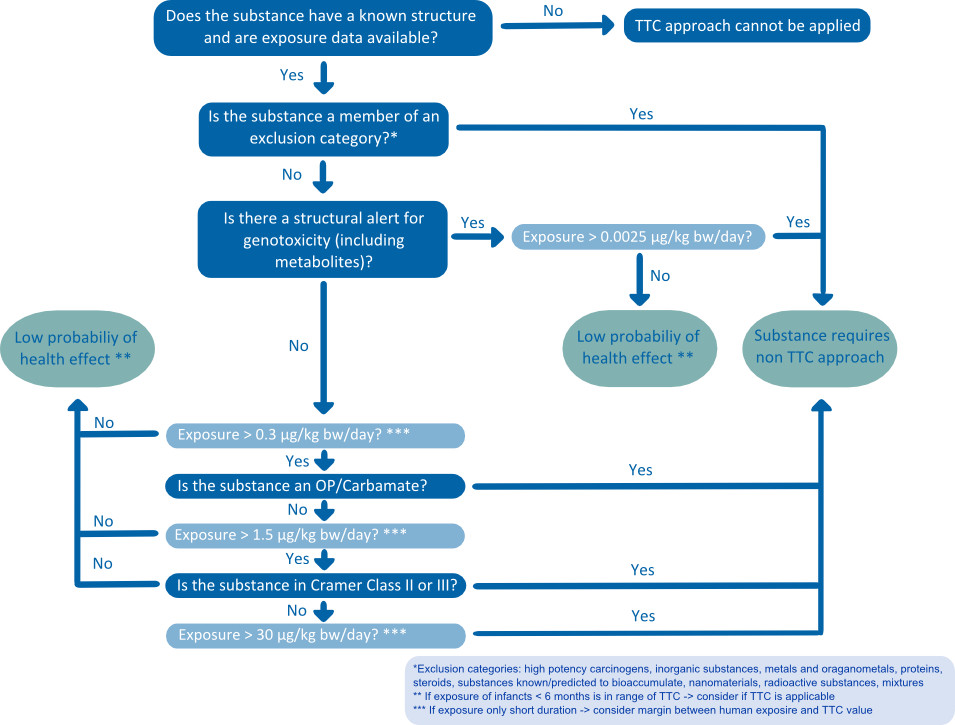 Does the substance have a known structure
and are exposure data available?
No
TTC approach cannot be applied
Yes
Is the substance a member of an
exclusion category?*
Yes
No
Is there a structural alert for
genotoxicity (including
metabolites)?
Yes
Exposure > 0.0025 µg/kg bw/day?
Yes
No
No
Low probabiliy of
health effect **
Low probabiliy of
health effect **
Substance requires
non TTC approach
No
Exposure > 0.3 µg/kg bw/day? ***
Yes
Is the substance an OP/Carbamate?
Yes
No
No
Exposure > 1.5 µg/kg bw/day? ***
Yes
No
Is the substance in Cramer Class II or III?
Yes
No
Exposure > 30 µg/kg bw/day? ***
Yes
*Exclusion categories: high potency carcinogens, inorganic substances, metals and oraganometals, proteins,
steroids, substances known/predicted to bioaccumulate, nanomaterials, radioactive substances, mixtures
** If exposure of infancts < 6 months is in range of TTC -> consider if TTC is applicable
*** If exposure only short duration -> consider margin between human exposire and TTC value